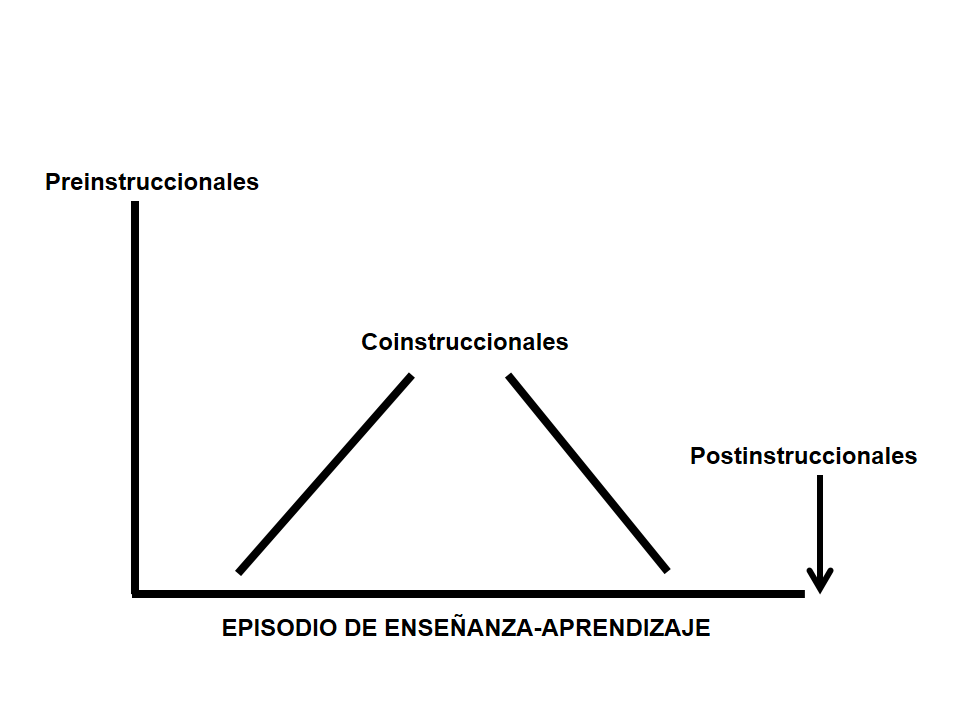 Preinstruccionales
Coinstruccionales
Postinstruccionales
EPISODIO DE ENSEÑANZA-APRENDIZAJE